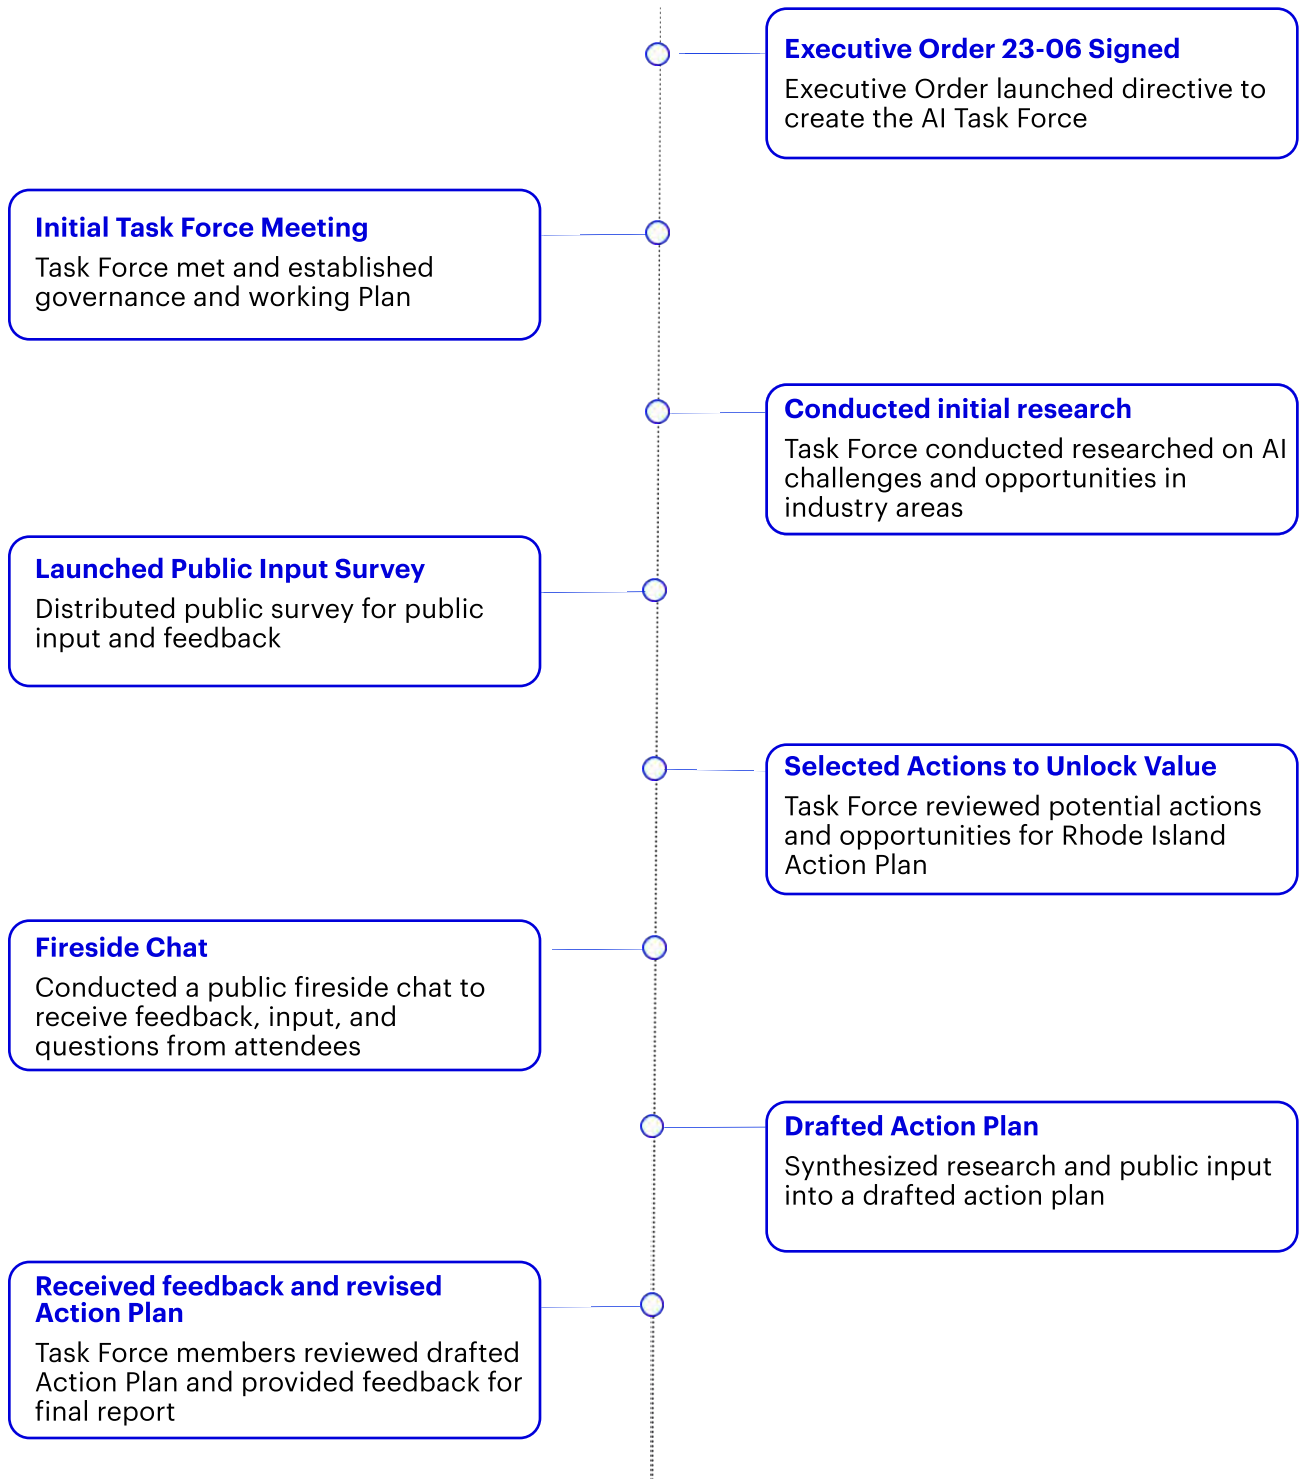 Executive Order 23-06 Signed
Executive Order launched directive to
create the AI Task Force
Initial Task Force Meeting
Task Force met and established
governance and working Plan
Conducted initial research
Task Force conducted researched on AI
challenges and opportunities in
industry areas
Launched Public Input Survey
Distributed public survey for public
input and feedback
Selected Actions to Unlock Value
Task Force reviewed potential actions
and opportunities for Rhode Island
Action Plan
Fireside Chat
Conducted a public fireside chat to
receive feedback, input, and
questions from attendees
Drafted Action Plan
Synthesized research and public input
into a drafted action plan
Received feedback and revised
Action Plan
Task Force members reviewed drafted
Action Plan and provided feedback for
final report